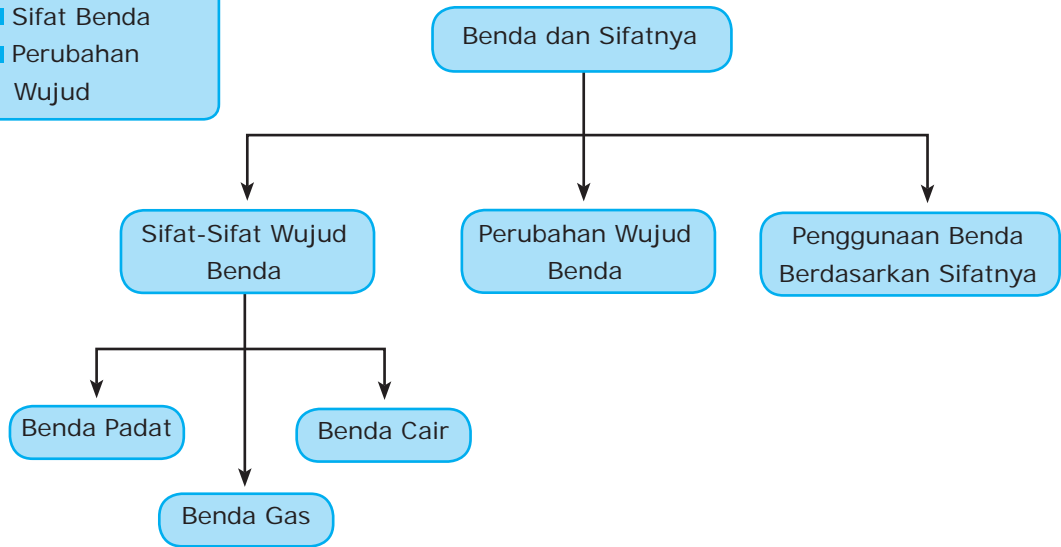 Sifat Benda
Perubahan
Wujud
Benda dan Sifatnya
Sifat-Sifat Wujud
Benda
Perubahan Wujud
Benda
Penggunaan Benda
Berdasarkan Sifatnya
Benda Padat
Benda Cair
Benda Gas